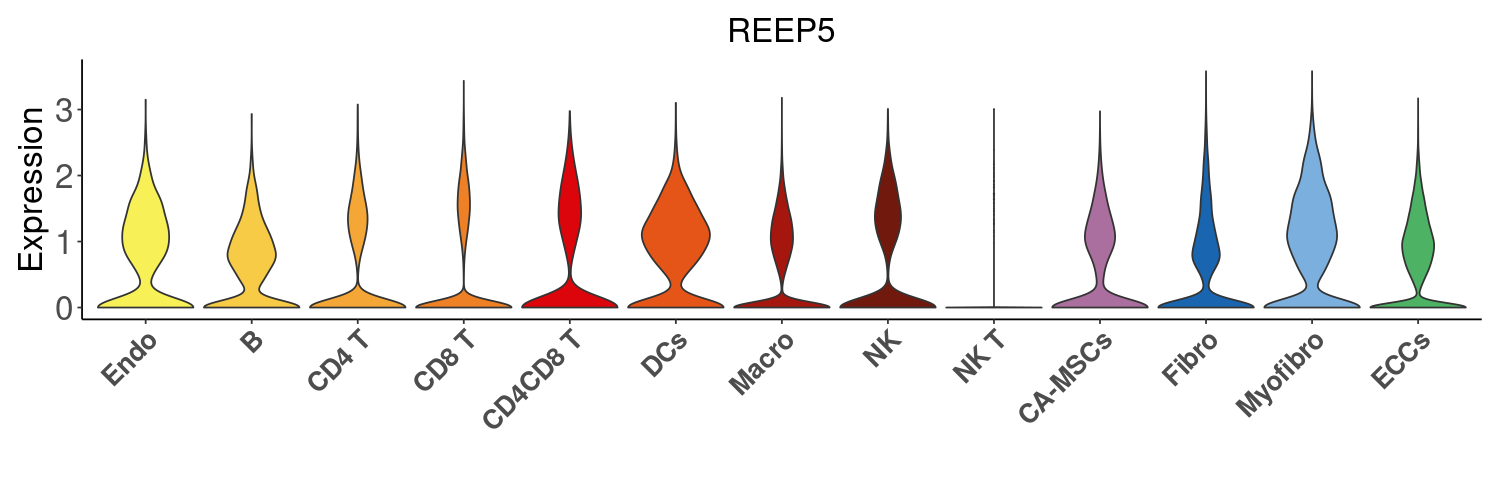 REEP5
Expression
3
2
1
0
Endo
B
CD4 T
CD8 T
CD4CD8 T
DCs
Macro
NK
NK T
CA-MSCs
Fibro
Myofibro
ECCs